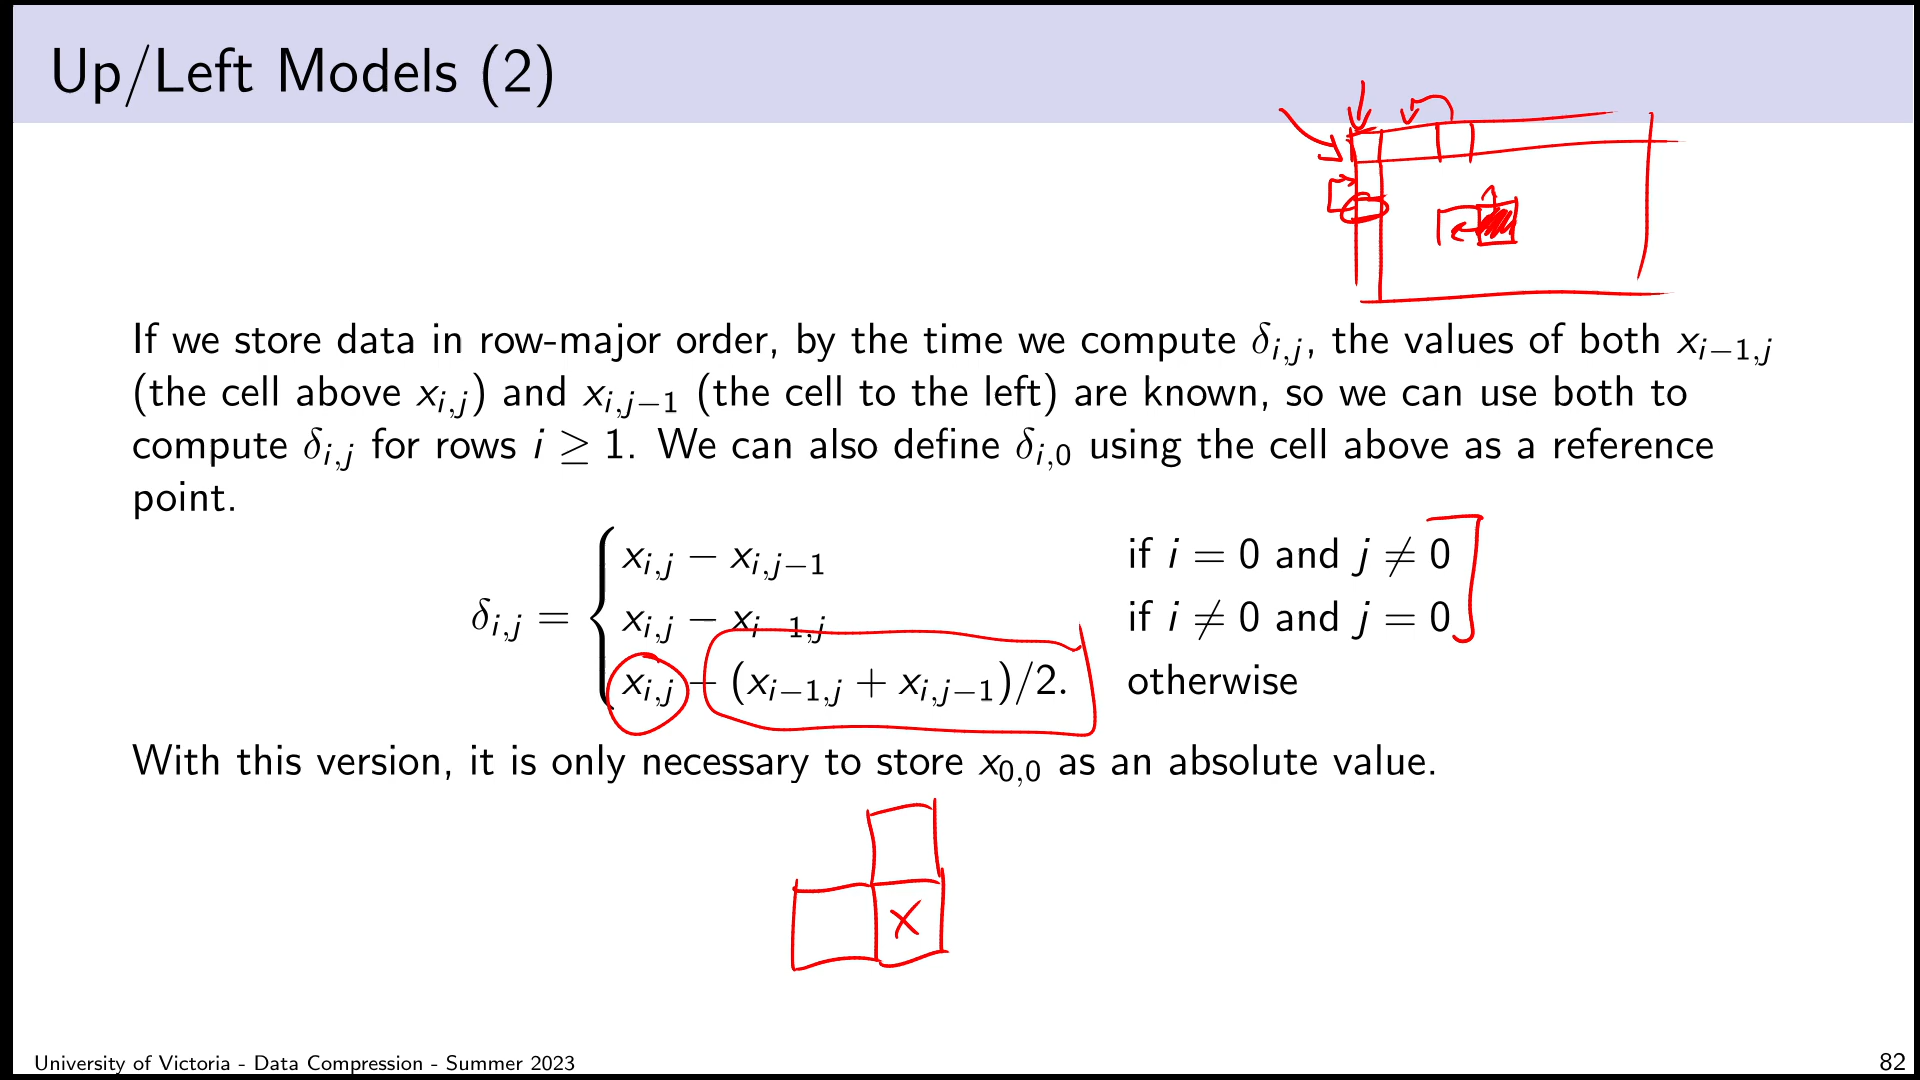 Up/Left Models (2)
If we store data in row-major order, by the time we compute δ_{i,j}, the values of both x_{i−1,j}
(the cell above x_{i,j}) and x_{i,j−1} (the cell to the left) are known, so we can use both to
compute δ_{i,j} for rows i ≥ 1. We can also define δ_{i,0} using the cell above as a reference
point.
x_{i,j} − x_{i,j−1} if i = 0 and j ≠ 0
δ_{i,j} = { x_{i,j} − x_{i−1,j} if i ≠ 0 and j = 0
x_{i,j} − (x_{i−1,j} + x_{i,j−1})/2. otherwise
With this version, it is only necessary to store x_{0,0} as an absolute value.
X
University of Victoria - Data Compression - Summer 2023
82